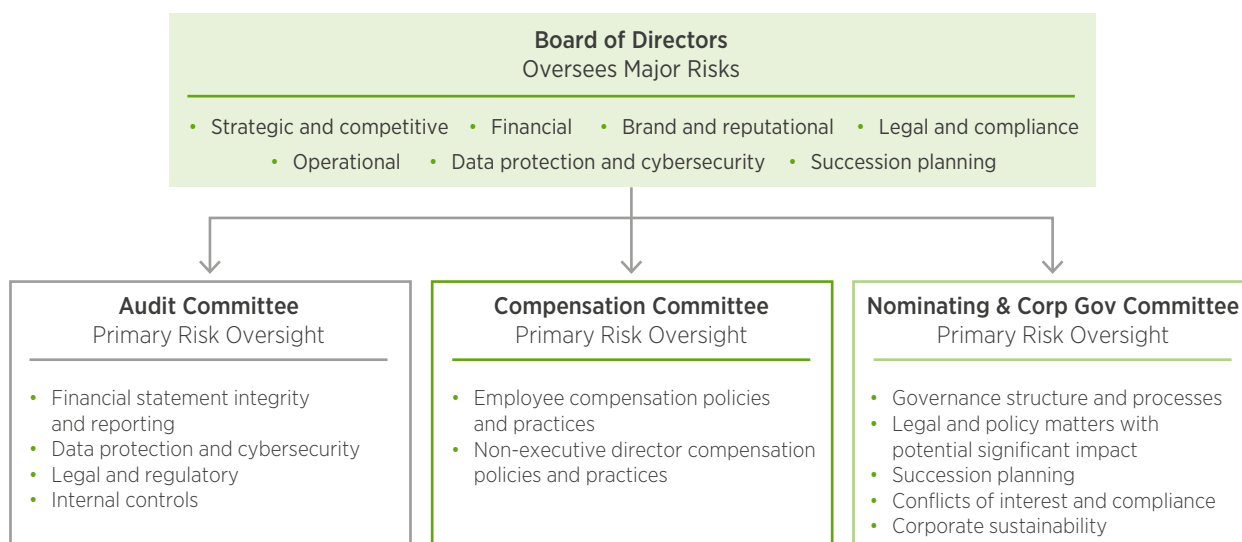 Board of Directors
Oversees Major Risks
• Strategic and competitive • Financial • Brand and reputational • Legal and compliance
• Operational • Data protection and cybersecurity • Succession planning
Audit Committee
Primary Risk Oversight
• Financial statement integrity
and reporting
• Data protection and cybersecurity
• Legal and regulatory
• Internal controls
Compensation Committee
Primary Risk Oversight
• Employee compensation policies
and practices
• Non-executive director compensation
policies and practices
Nominating & Corp Gov Committee
Primary Risk Oversight
• Governance structure and processes
• Legal and policy matters with
potential significant impact
• Succession planning
• Conflicts of interest and compliance
• Corporate sustainability